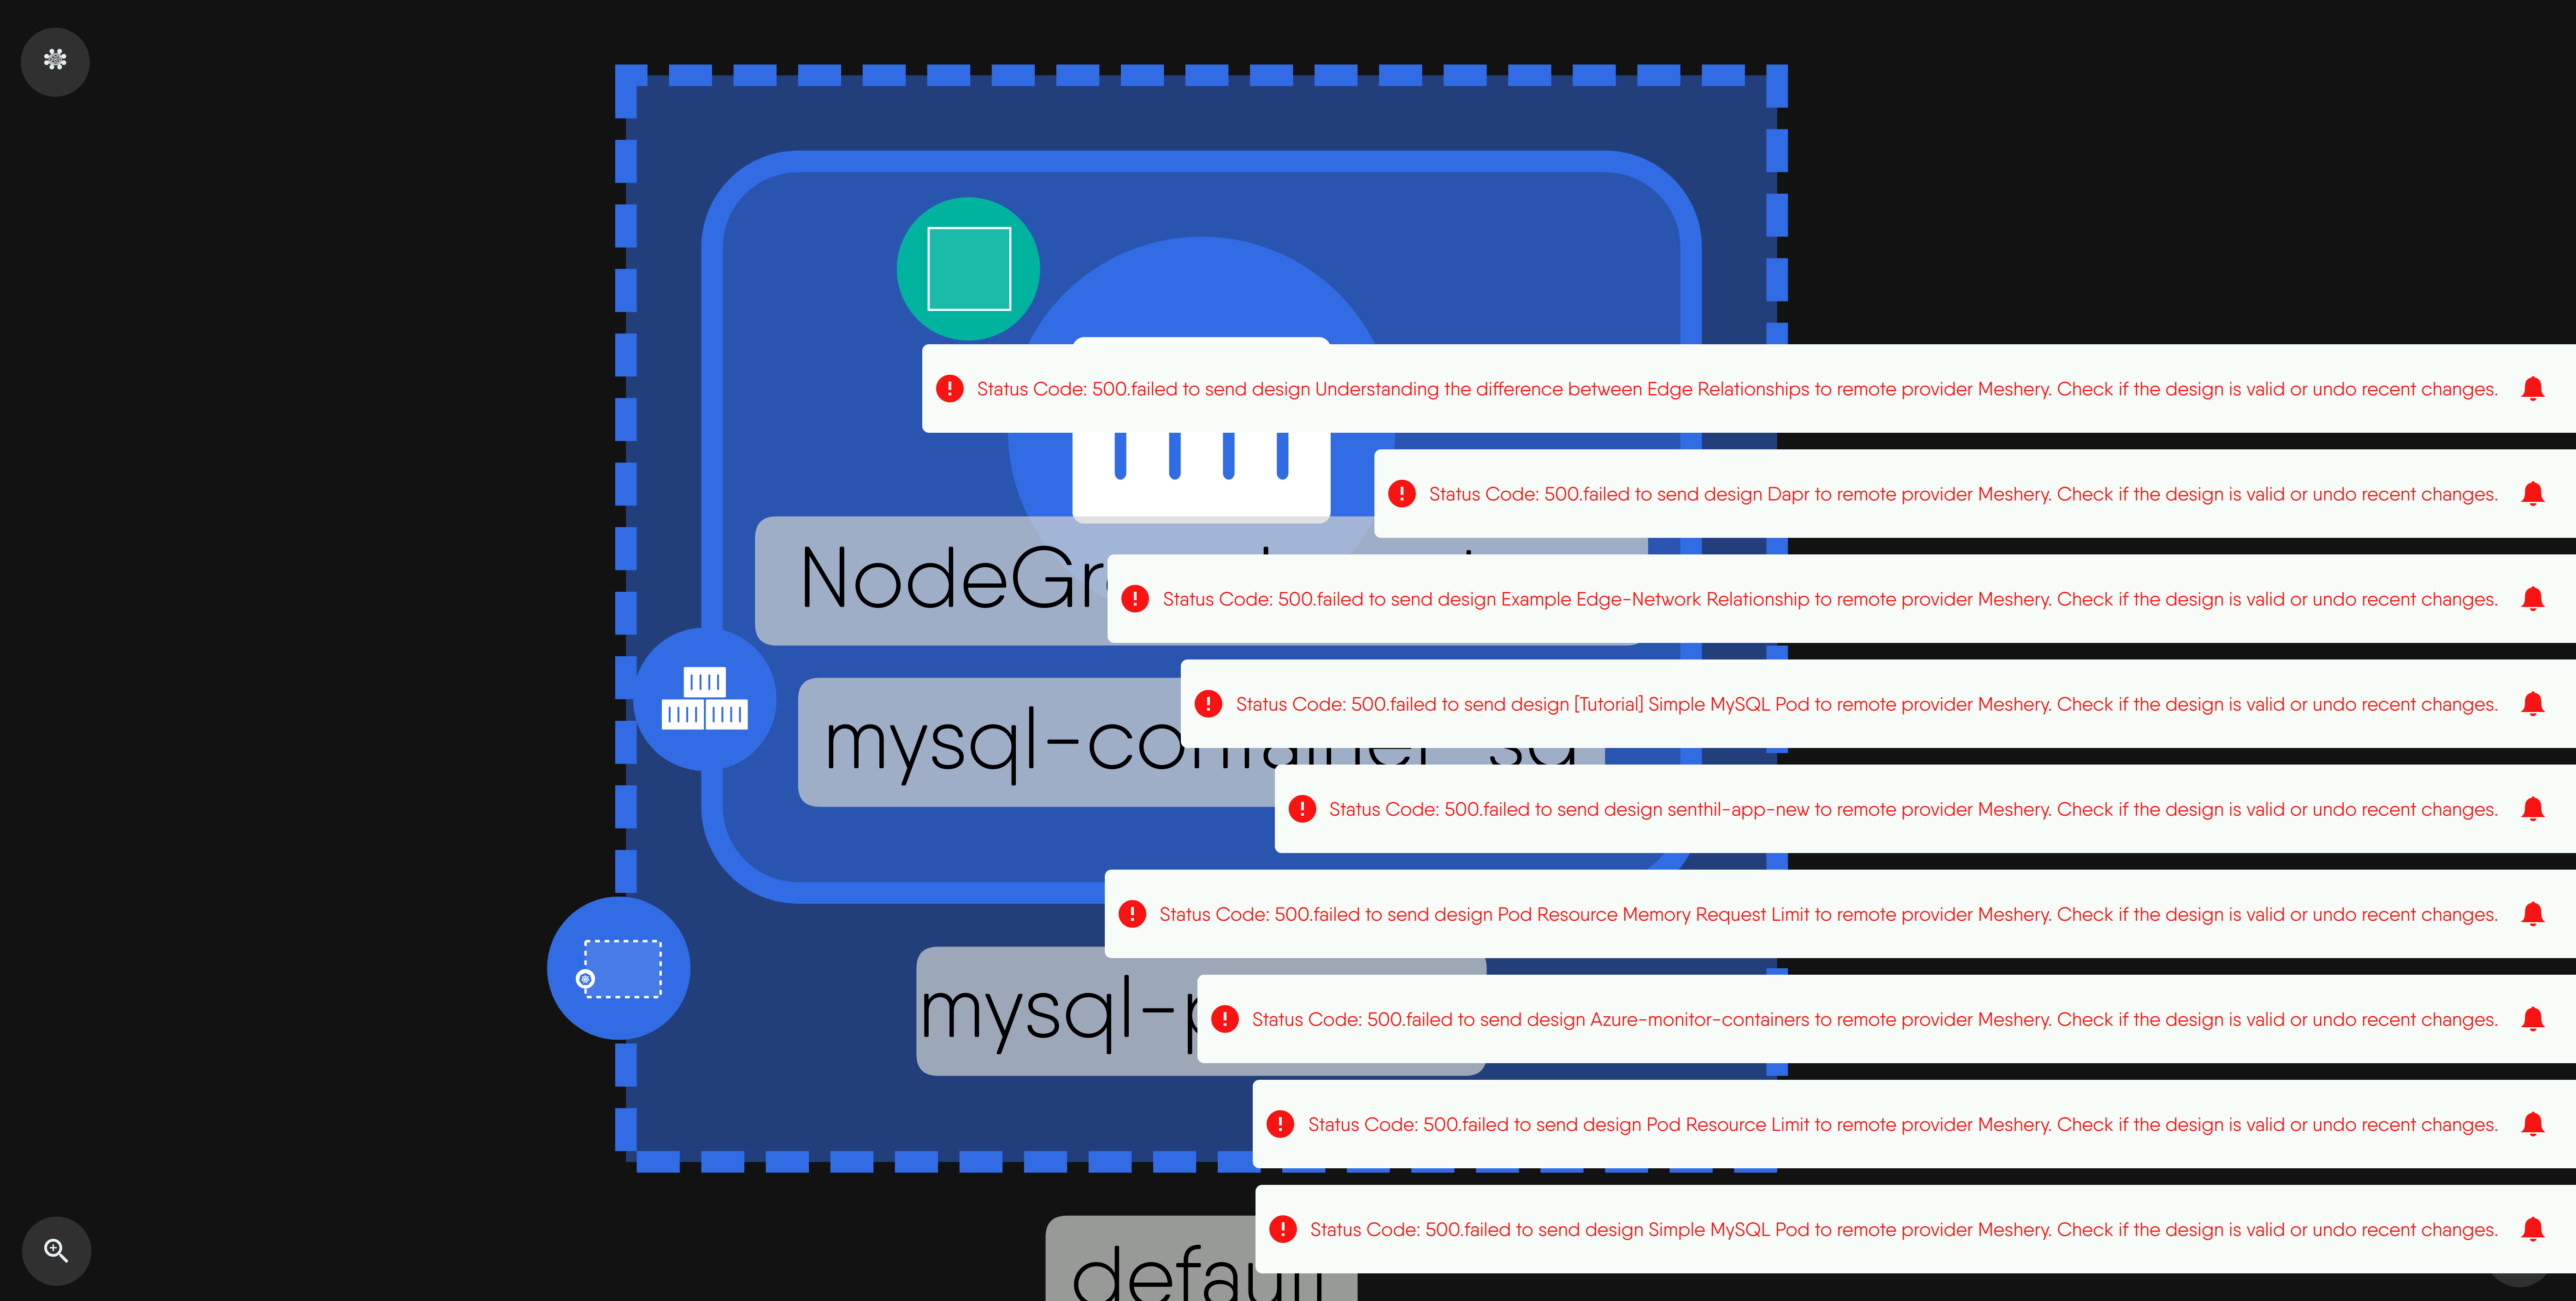 Status Code: 500.failed to send design Understanding the difference between Edge Relationships to remote provider Meshery. Check if the design is valid or undo recent changes.
Status Code: 500.failed to send design Dapr to remote provider Meshery. Check if the design is valid or undo recent changes.
Status Code: 500.failed to send design Example Edge-Network Relationship to remote provider Meshery. Check if the design is valid or undo recent changes.
Status Code: 500.failed to send design [Tutorial] Simple MySQL Pod to remote provider Meshery. Check if the design is valid or undo recent changes.
mysql-container
Status Code: 500.failed to send design senthil-app-new to remote provider Meshery. Check if the design is valid or undo recent changes.
Status Code: 500.failed to send design Pod Resource Memory Request Limit to remote provider Meshery. Check if the design is valid or undo recent changes.
Status Code: 500.failed to send design Azure-monitor-containers to remote provider Meshery. Check if the design is valid or undo recent changes.
Status Code: 500.failed to send design Pod Resource Limit to remote provider Meshery. Check if the design is valid or undo recent changes.
Status Code: 500.failed to send design Simple MySQL Pod to remote provider Meshery. Check if the design is valid or undo recent changes.
default